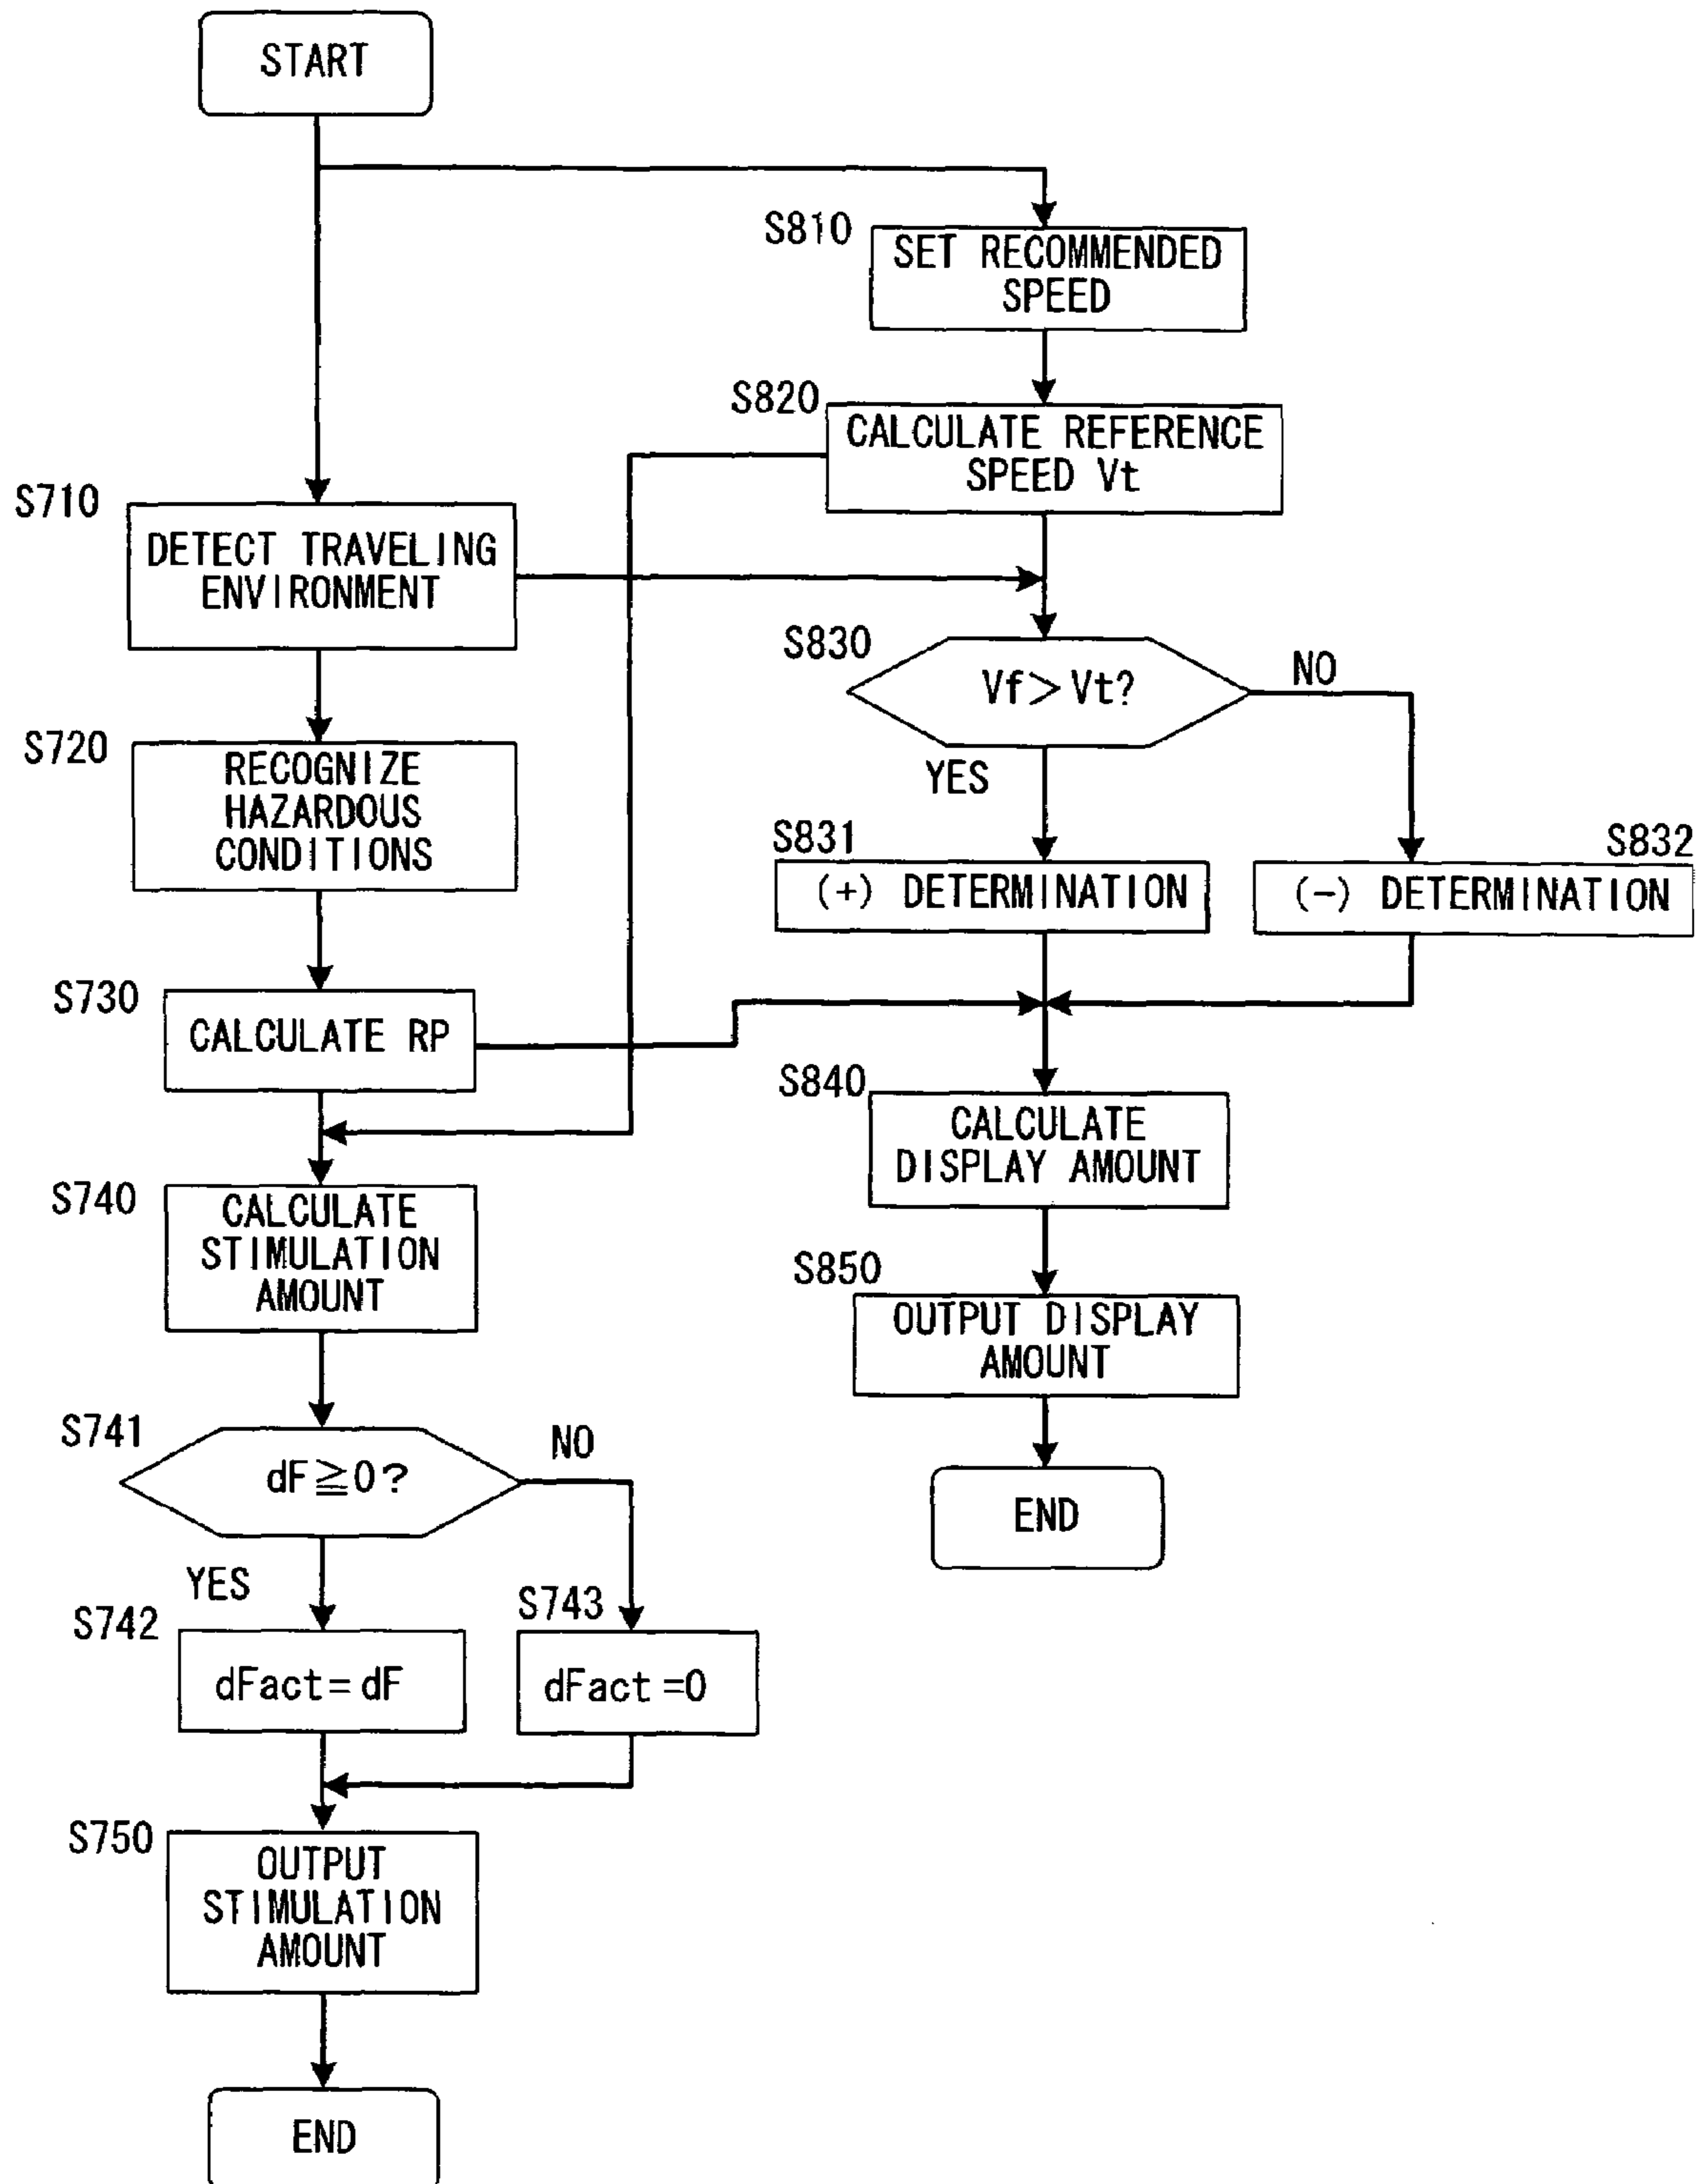 START
S810
SET RECOMMENDED
SPEED
S820
CALCULATE REFERENCE
SPEED Vt
S710
DETECT TRAVELING
ENVIRONMENT
S830
Vf>Vt?
NO
YES
S720
RECOGNIZE
HAZARDOUS
CONDITIONS
S831
(+) DETERMINATION
S832
(-) DETERMINATION
S730
CALCULATE RP
S840
CALCULATE
DISPLAY AMOUNT
S740
CALCULATE
STIMULATION
AMOUNT
S850
OUTPUT DISPLAY
AMOUNT
END
S741
dF≧0?
NO
YES
S742
dFact=dF
S743
dFact=0
S750
OUTPUT
STIMULATION
AMOUNT
END